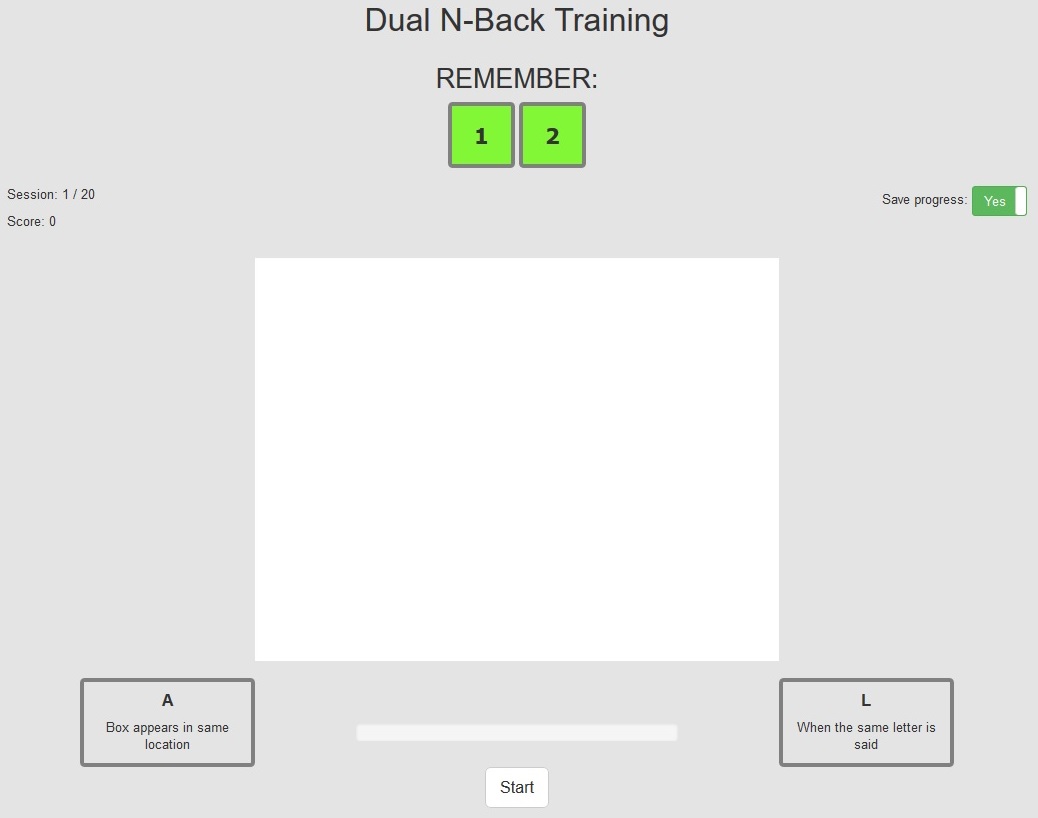 Dual N-Back Training
REMEMBER:
1 2
Session: 1 / 20
Save progress: Yes
Score: 0
A
Box appears in same
location
L
When the same letter is
said
Start